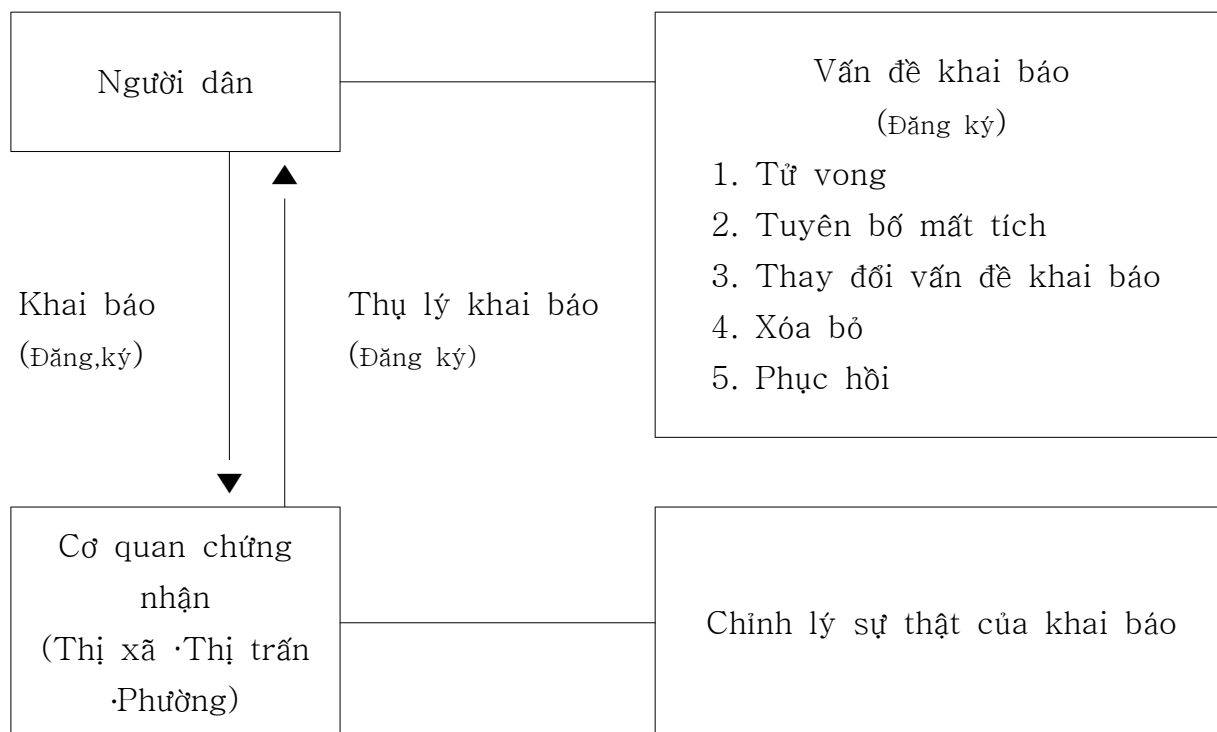 Người dân
Vấn đề khai báo
(Đăng ký)
1. Tử vong
2. Tuyên bố mất tích
3. Thay đổi vấn đề khai báo
4. Xóa bỏ
5. Phục hồi
Khai báo
(Đăng,ký)
Thụ lý khai báo
(Đăng ký)
Cơ quan chứng
nhận
(Thị xã ·Thị trấn
·Phường)
Chỉnh lý sự thật của khai báo